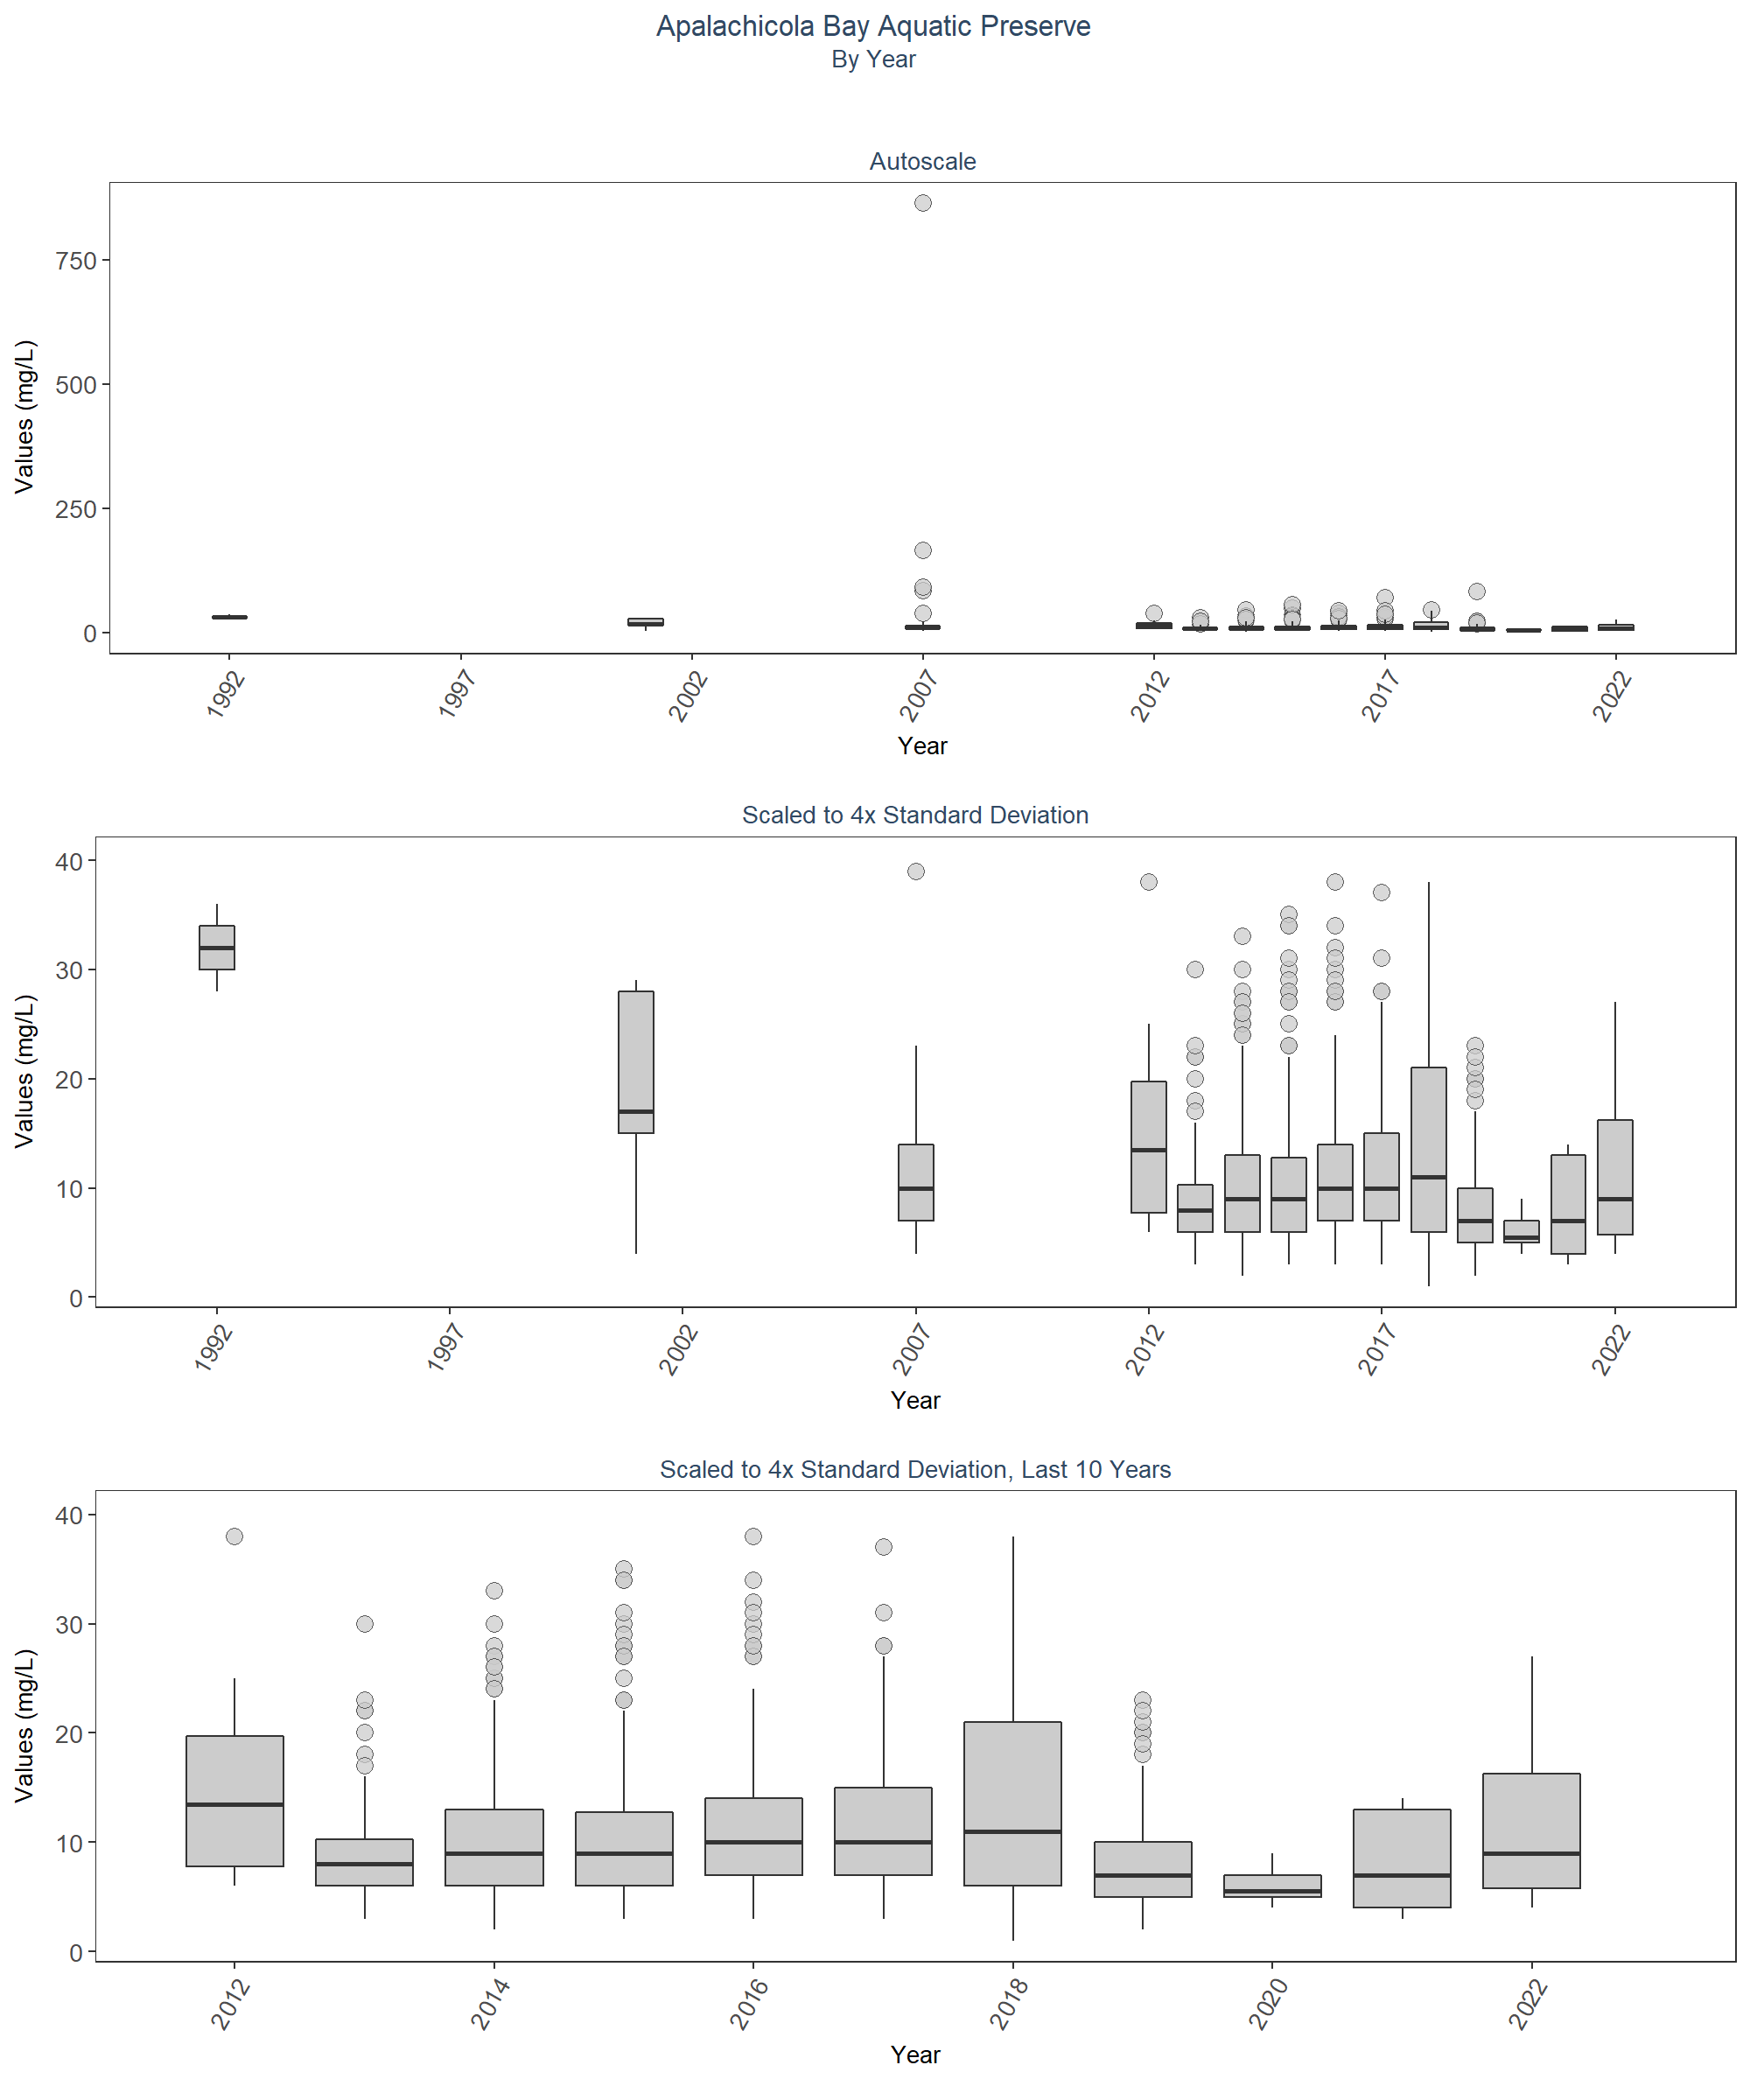 Apalachicola Bay Aquatic Preserve
By Year
Autoscale
Values (mg/L)
750
500
250
0
1992 1997 2002 2007 2012 2017 2022
Year
Scaled to 4x Standard Deviation
Values (mg/L)
40
30
20
10
0
1992 1997 2002 2007 2012 2017 2022
Year
Scaled to 4x Standard Deviation, Last 10 Years
Values (mg/L)
40
30
20
10
0
2012 2014 2016 2018 2020 2022
Year